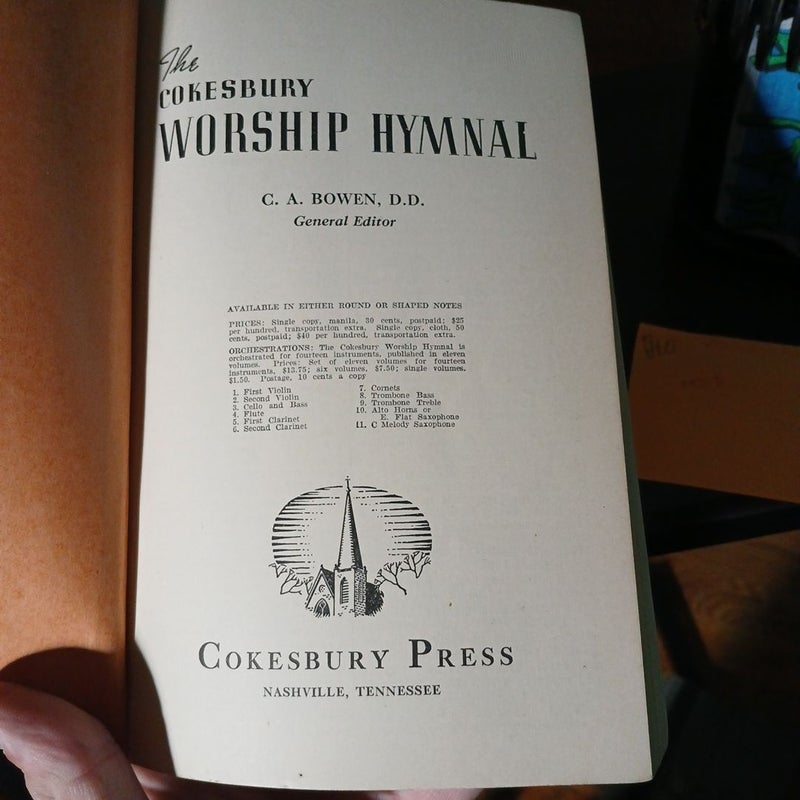 The
COKESBURY
WORSHIP HYMNAL
C. A. BOWEN, D.D.
General Editor
AVAILABLE IN EITHER ROUND OR SHAPED NOTES
PRICES: Single copy, manila, 30 cents, postpaid; $25
per hundred, transportation extra. Single copy, cloth, 50
cents, postpaid; $40 per hundred, transportation extra.
ORCHESTRATIONS: The Cokesbury Worship Hymnal is
orchestrated for fourteen instruments, published in eleven
volumes. Prices: Set of eleven volumes for fourteen
instruments, $13.75; six volumes, $7.50; single volumes,
$1.50. Postage, 10 cents a copy
1. First Violin
2. Second Violin
3. Cello and Bass
4. Flute
5. First Clarinet
6. Second Clarinet
7. Cornets
8. Trombone Bass
9. Trombone Treble
10. Alto Horns or
E. Flat Saxophone
11. C Melody Saxophone
COKESBURY PRESS
NASHVILLE, TENNESSEE